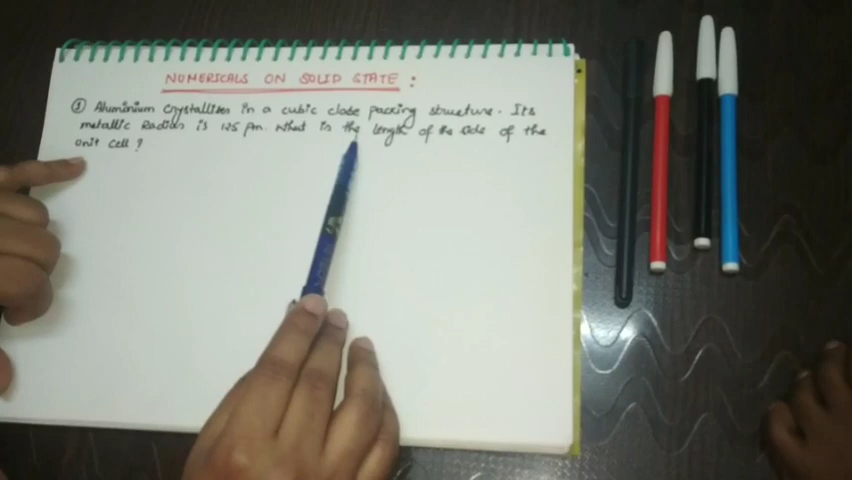 NUMERICALS ON SOLID STATE :
① Aluminium crystallises in a cubic close packing structure. Its
metallic Radius is 125 pm. What is the length of the side of the
unit cell ?